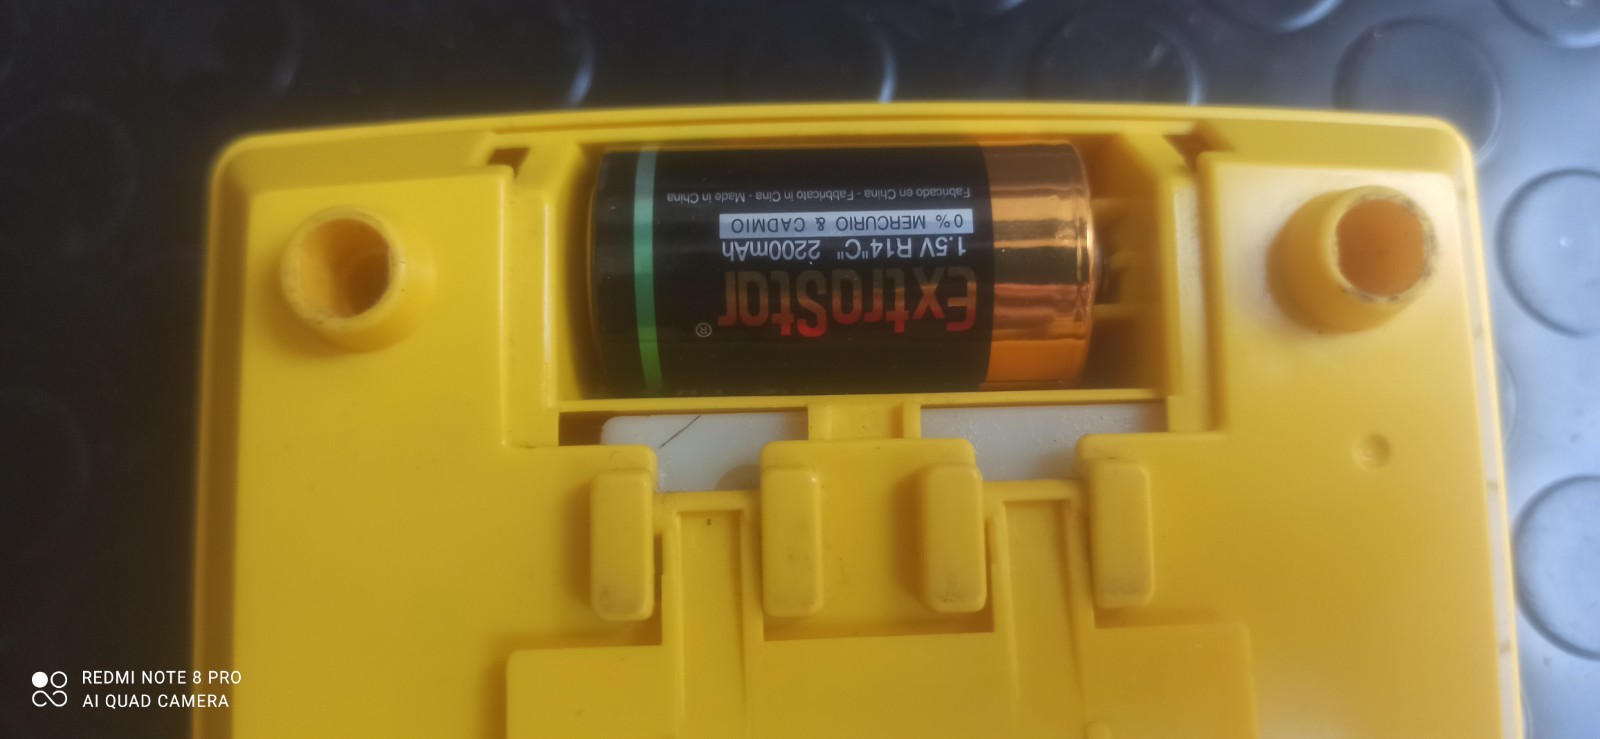 ExtraStar®
1.5V R14"C" 2200mAh
0% MERCURIO & CADMIO
Fabricado en China - Fabbricato in Cina - Made in China
REDMI NOTE 8 PRO
AI QUAD CAMERA